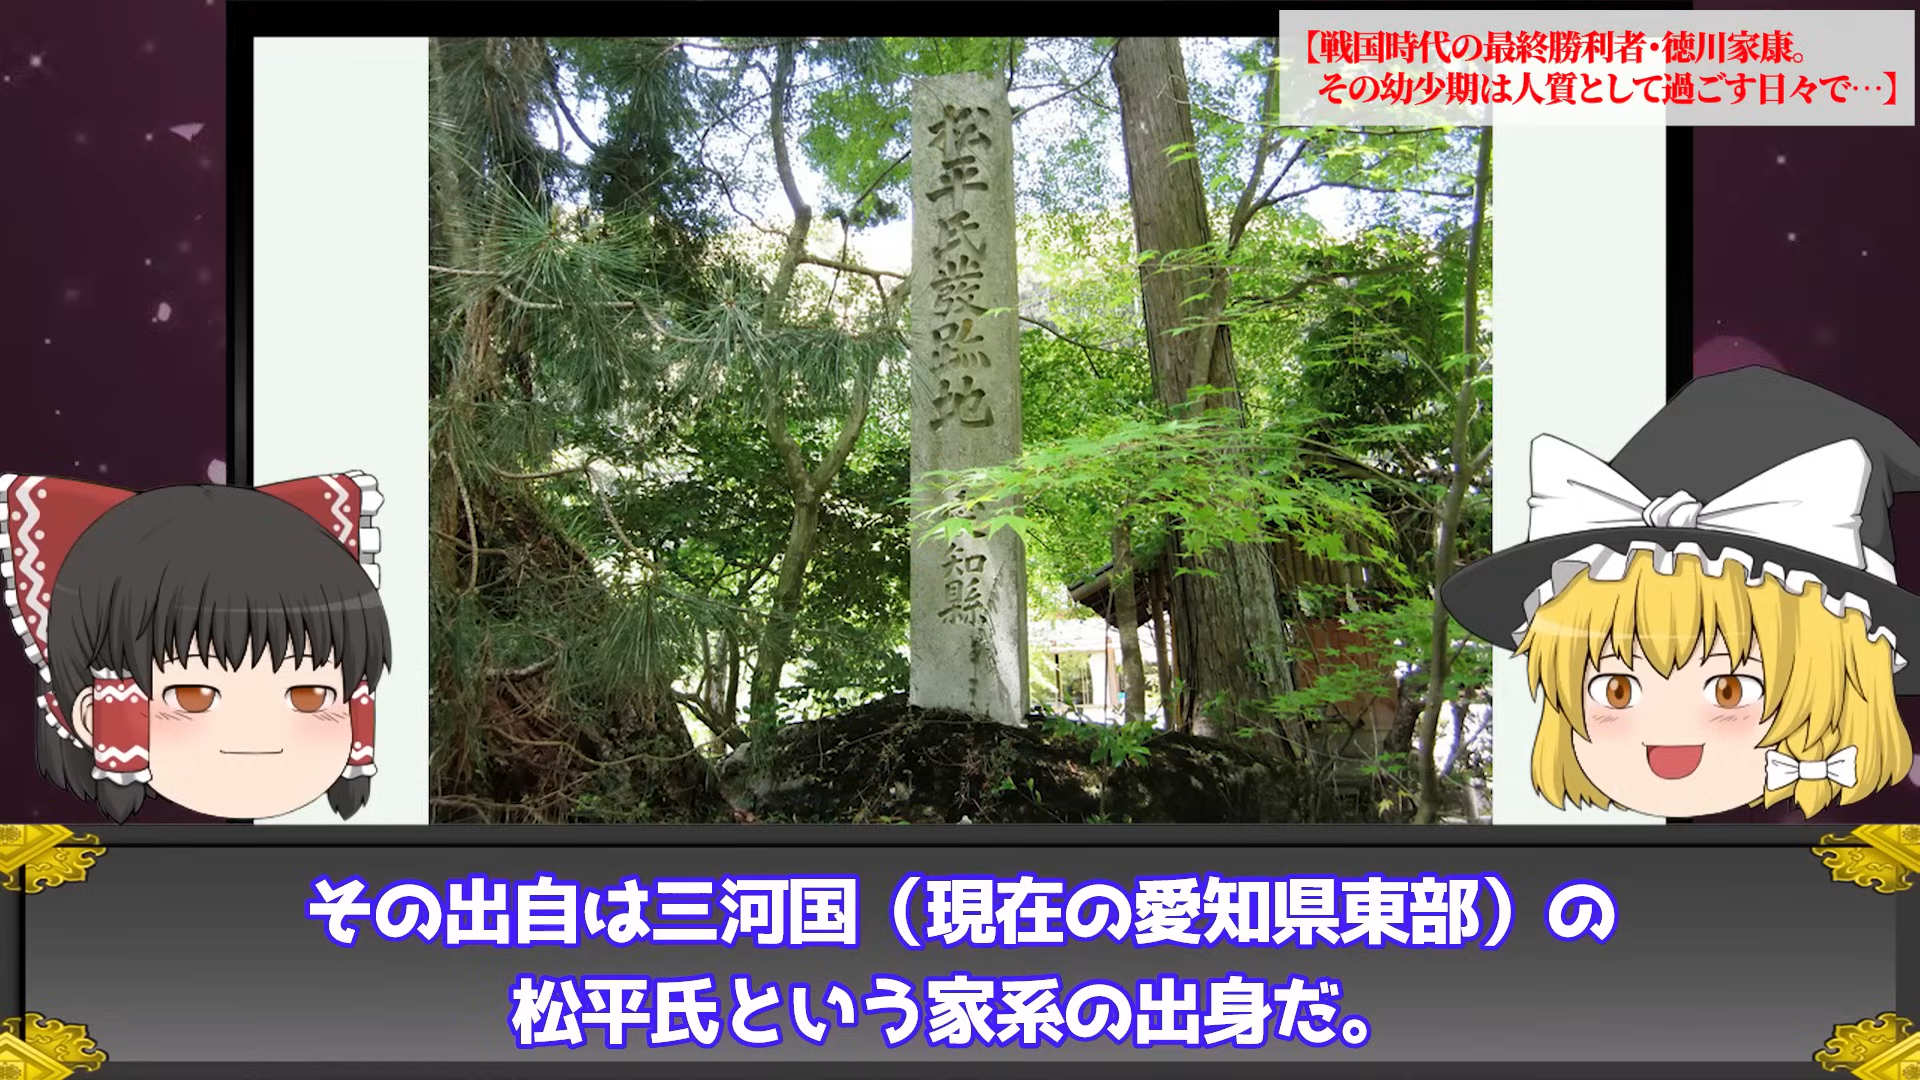 【戦国時代の最終勝利者・徳川家康。
その幼少期は人質として過ごす日々で…】
松平氏發跡地
知縣
その出自は三河国（現在の愛知県東部）の
松平氏という家系の出身だ。